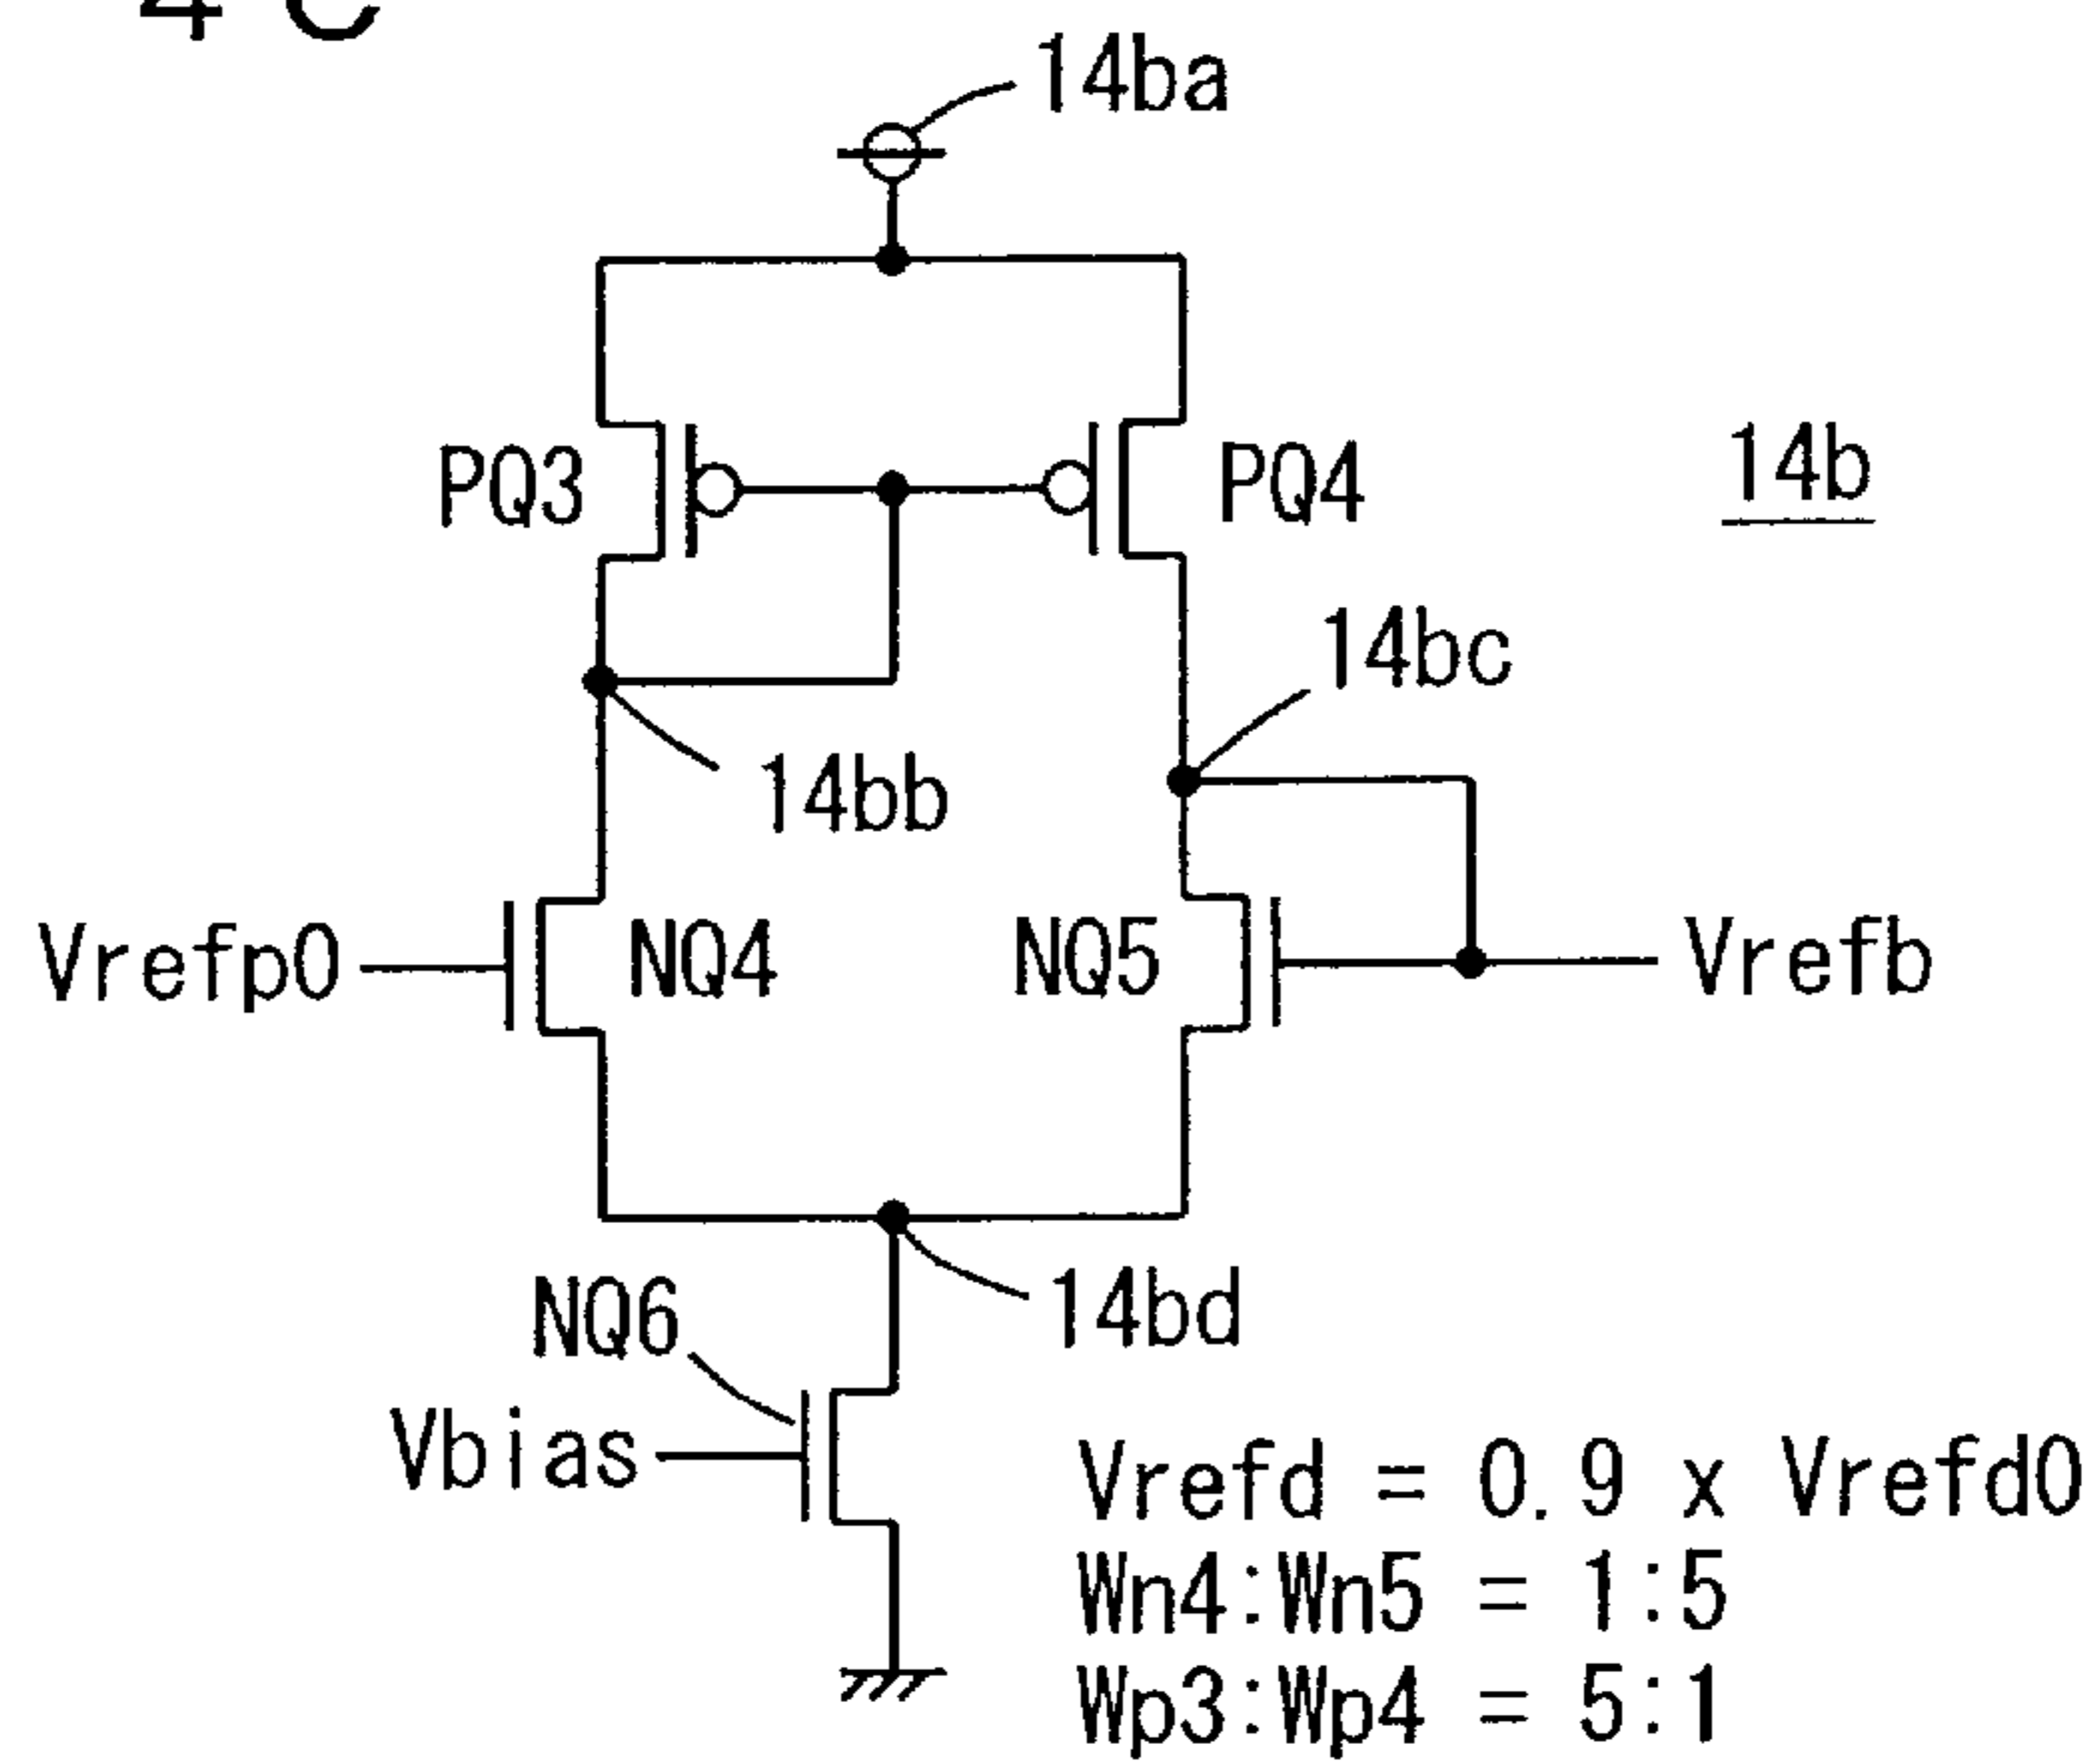 4C
14ba
PQ3
PQ4
14b
14bc
14bb
Vrefp0
NQ4
NQ5
Vrefb
NQ6
14bd
Vbias
Vrefd = 0.9 x Vrefd0
Wn4:Wn5 = 1:5
Wp3:Wp4 = 5:1